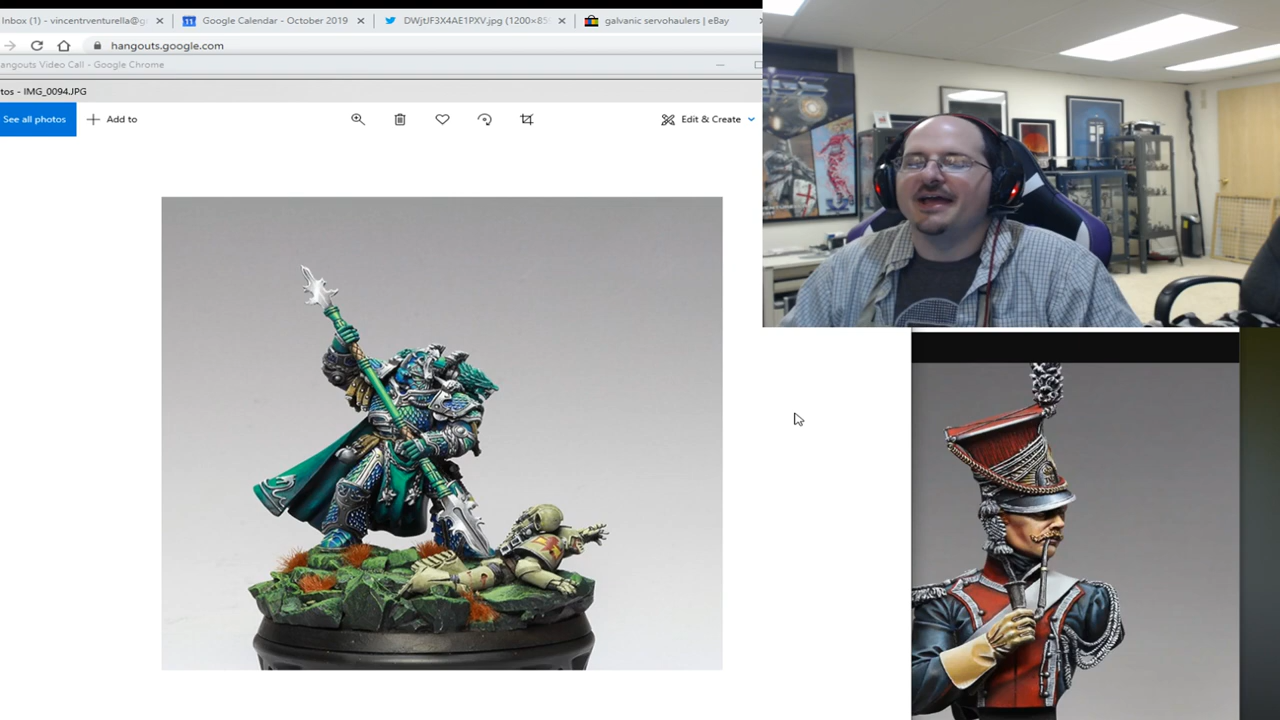 Inbox (1) - vincentrventurella@g
Google Calendar - October 2019
DWjtJF3X4AE1PXV.jpg (1200×85
galvanic servohaulers | eBay
hangouts.google.com
angouts Video Call - Google Chrome
tos - IMG_0094.JPG
See all photos
Add to
Edit & Create